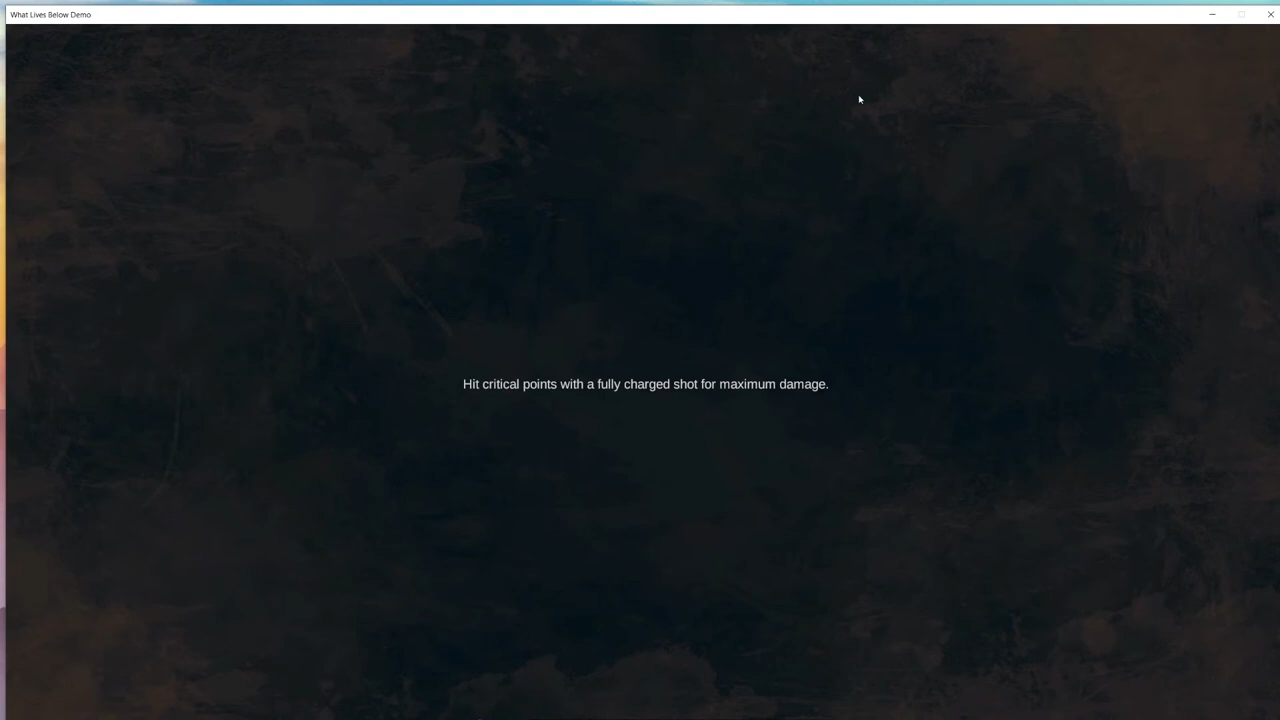 What Lives Below Demo
Hit critical points with a fully charged shot for maximum damage.